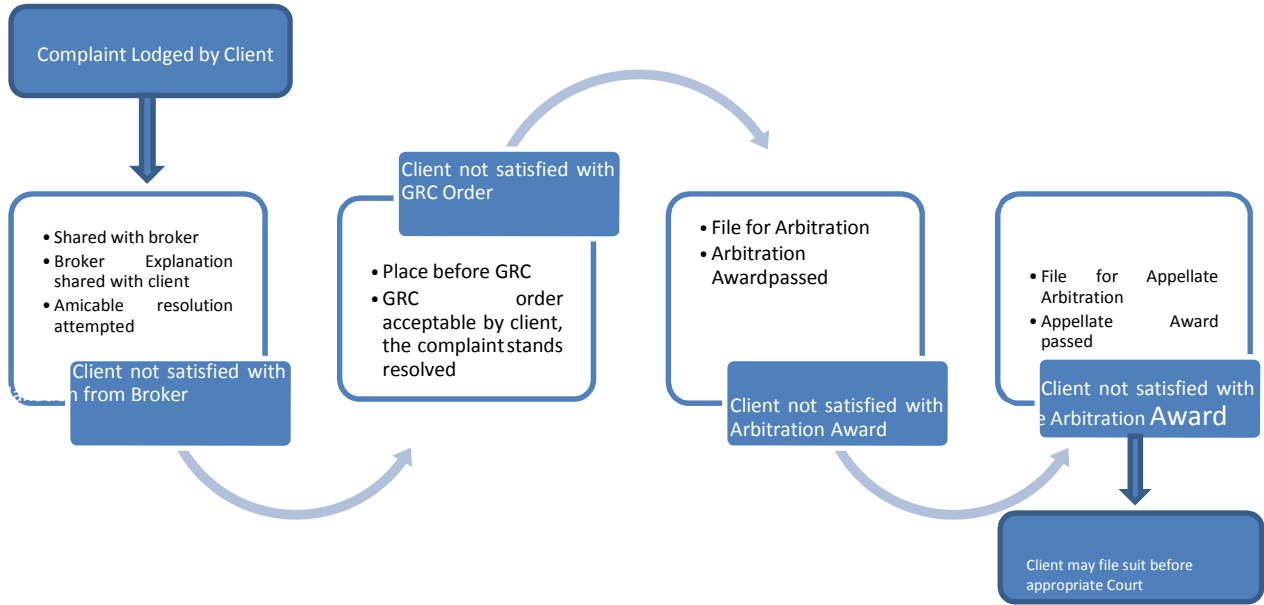 Complaint Lodged by Client
• Shared with broker
• Broker Explanation
shared with client
• Amicable resolution
attempted
Client not satisfied with
from Broker
Client not satisfied with
GRC Order
• Place before GRC
• GRC order
acceptable by client,
the complaintstands
resolved
• File for Arbitration
• Arbitration
Awardpassed
Client not satisfied with
Arbitration Award
• File for Appellate
Arbitration
• Appellate Award
passed
Client not satisfied with
e Arbitration Award
Client may file suit before
appropriate Court